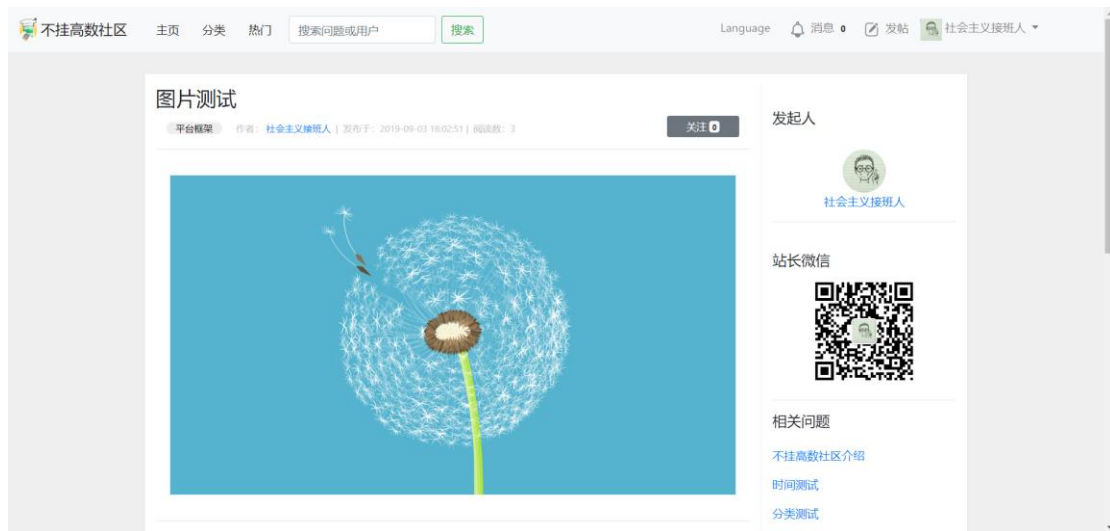 不挂高数社区 主页 分类 热门 搜索问题或用户 搜索 Language 消息 0 发帖 社会主义接班人
图片测试
平台框架 作者：社会主义接班人 | 发布于：2019-09-03 18:02:51 | 阅读数：3
关注 0
发起人
社会主义接班人
站长微信
相关问题
不挂高数社区介绍
时间测试
分类测试